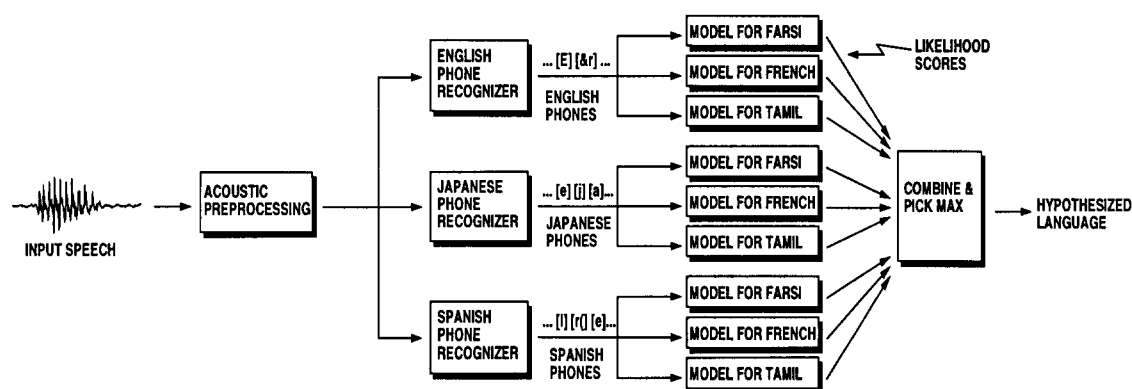 INPUT SPEECH
ACOUSTIC
PREPROCESSING
ENGLISH
PHONE
RECOGNIZER
... [E] [&r] ...
ENGLISH
PHONES
MODEL FOR FARSI
MODEL FOR FRENCH
MODEL FOR TAMIL
LIKELIHOOD
SCORES
JAPANESE
PHONE
RECOGNIZER
... [e] [j] [a]...
JAPANESE
PHONES
MODEL FOR FARSI
MODEL FOR FRENCH
MODEL FOR TAMIL
SPANISH
PHONE
RECOGNIZER
... [l] [r(] [e]...
SPANISH
PHONES
MODEL FOR FARSI
MODEL FOR FRENCH
MODEL FOR TAMIL
COMBINE &
PICK MAX
HYPOTHESIZED
LANGUAGE